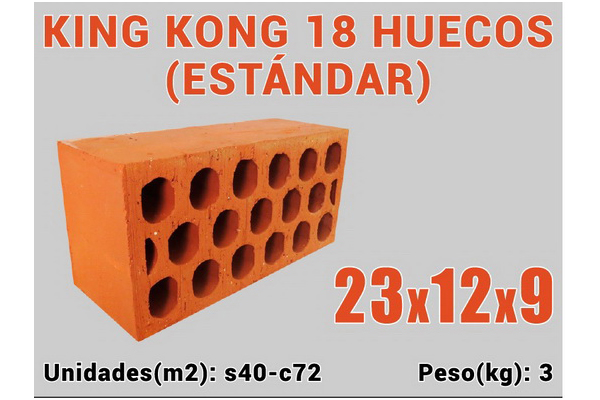 KING KONG 18 HUECOS
(ESTÁNDAR)
23x12x9
Unidades(m2): s40-c72
Peso(kg): 3